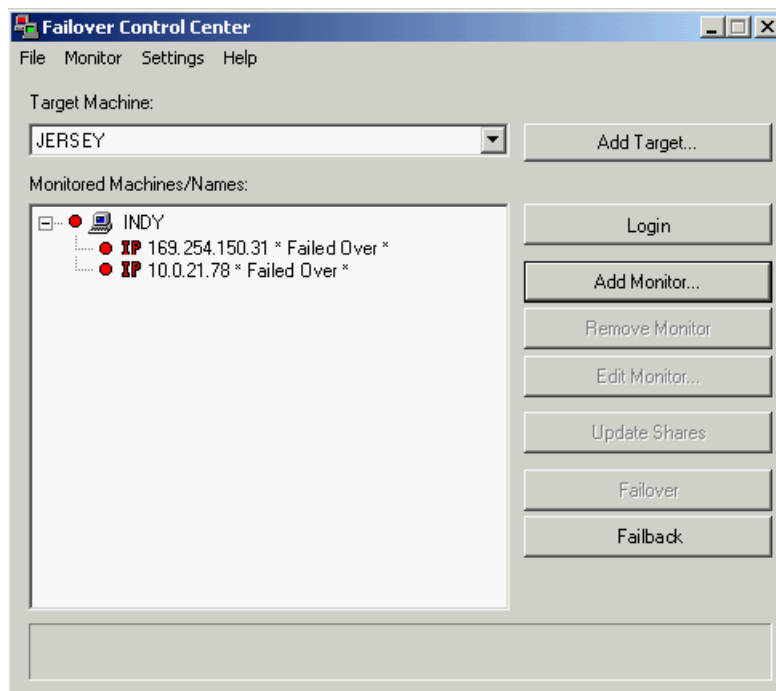 Failover Control Center
File Monitor Settings Help
Target Machine:
JERSEY
Add Target...
Monitored Machines/Names:
INDY
IP 169.254.150.31 * Failed Over *
IP 10.0.21.78 * Failed Over *
Login
Add Monitor...
Remove Monitor
Edit Monitor...
Update Shares
Failover
Failback